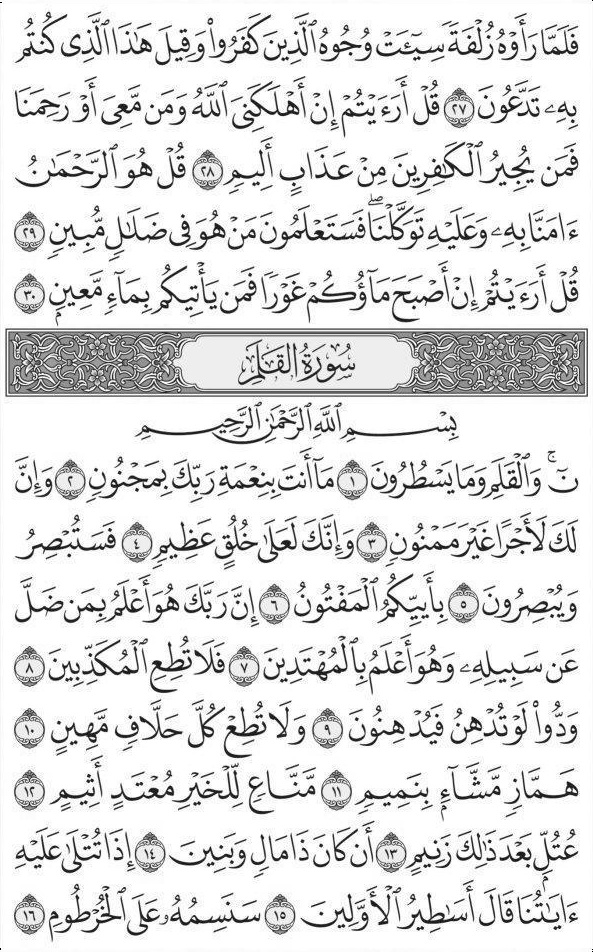 فَلَمَّا رَأَوْهُ زُلْفَةً سِيٓـَٔتْ وُجُوهُ ٱلَّذِينَ كَفَرُوا۟ وَقِيلَ هَٰذَا ٱلَّذِى كُنتُم
بِهِۦ تَدَّعُونَ ٢٧ قُلْ أَرَءَيْتُمْ إِنْ أَهْلَكَنِىَ ٱللَّهُ وَمَن مَّعِىَ أَوْ رَحِمَنَا
فَمَن يُجِيرُ ٱلْكَٰفِرِينَ مِنْ عَذَابٍ أَلِيمٍ ٢٨ قُلْ هُوَ ٱلرَّحْمَٰنُ
ءَامَنَّا بِهِۦ وَعَلَيْهِ تَوَكَّلْنَا ۖ فَسَتَعْلَمُونَ مَنْ هُوَ فِى ضَلَٰلٍ مُّبِينٍ ٢٩
قُلْ أَرَءَيْتُمْ إِنْ أَصْبَحَ مَآؤُكُمْ غَوْرًا فَمَن يَأْتِيكُم بِمَآءٍ مَّعِينٍۭ ٣٠
سُورَةُ القَلَمِ
بِسْمِ ٱللَّهِ ٱلرَّحْمَٰنِ ٱلرَّحِيمِ
نٓ ۚ وَٱلْقَلَمِ وَمَا يَسْطُرُونَ ١ مَآ أَنتَ بِنِعْمَةِ رَبِّكَ بِمَجْنُونٍ ٢ وَإِنَّ
لَكَ لَأَجْرًا غَيْرَ مَمْنُونٍ ٣ وَإِنَّكَ لَعَلَىٰ خُلُقٍ عَظِيمٍ ٤ فَسَتُبْصِرُ
وَيُبْصِرُونَ ٥ بِأَييِّكُمُ ٱلْمَفْتُونُ ٦ إِنَّ رَبَّكَ هُوَ أَعْلَمُ بِمَن ضَلَّ
عَن سَبِيلِهِۦ وَهُوَ أَعْلَمُ بِٱلْمُهْتَدِينَ ٧ فَلَا تُطِعِ ٱلْمُكَذِّبِينَ ٨
وَدُّوا۟ لَوْ تُدْهِنُ فَيُدْهِنُونَ ٩ وَلَا تُطِعْ كُلَّ حَلَّافٍ مَّهِينٍ ١٠
هَمَّازٍ مَّشَّآءٍۭ بِنَمِيمٍ ١١ مَّنَّاعٍ لِّلْخَيْرِ مُعْتَدٍ أَثِيمٍ ١٢
عُتُلٍّۭ بَعْدَ ذَٰلِكَ زَنِيمٍ ١٣ أَن كَانَ ذَا مَالٍ وَبَنِينَ ١٤ إِذَا تُتْلَىٰ عَلَيْهِ
ءَايَٰتُنَا قَالَ أَسَٰطِيرُ ٱلْأَوَّلِينَ ١٥ سَنَسِمُهُۥ عَلَى ٱلْخُرْطُومِ ١٦